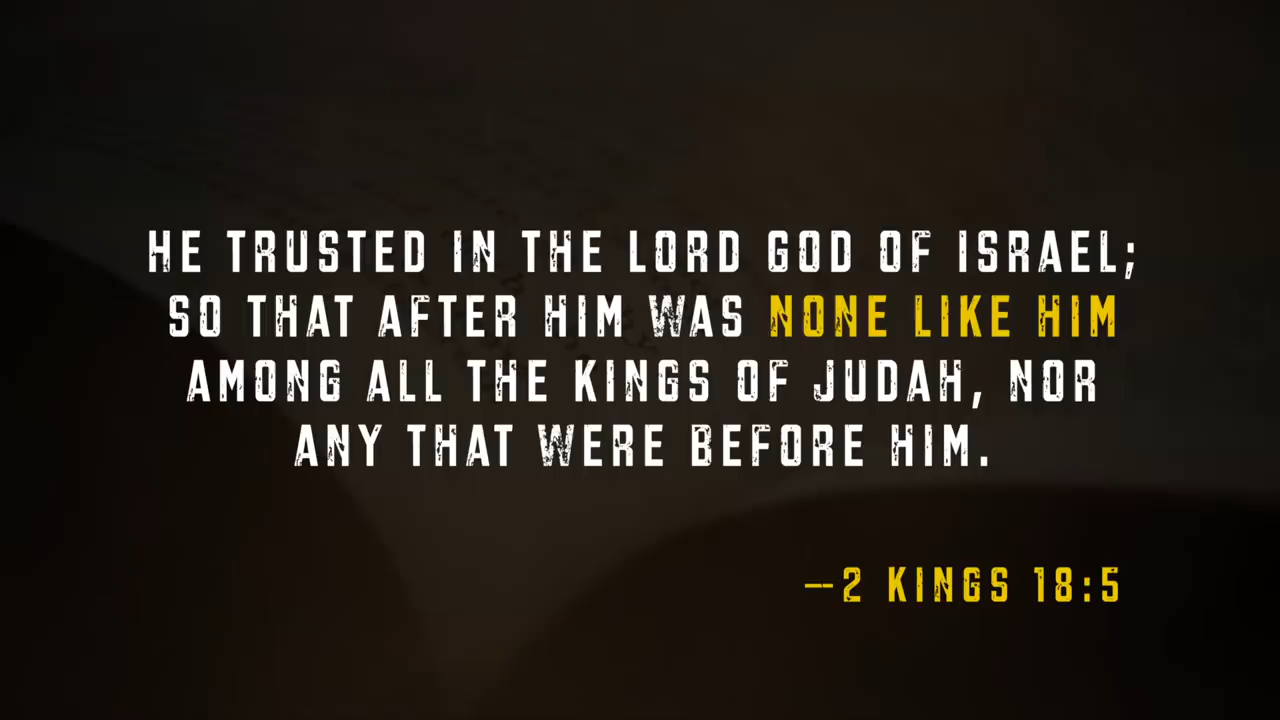 HE TRUSTED IN THE LORD GOD OF ISRAEL;
SO THAT AFTER HIM WAS NONE LIKE HIM
AMONG ALL THE KINGS OF JUDAH, NOR
ANY THAT WERE BEFORE HIM.
–2 KINGS 18:5